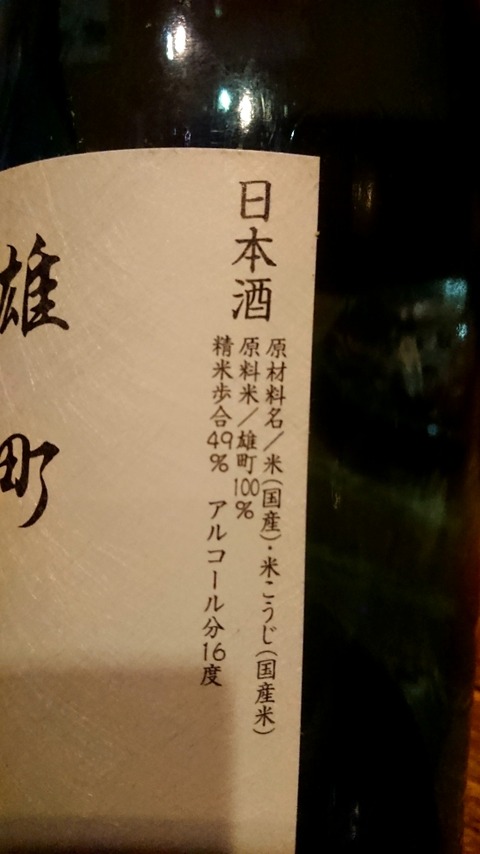 日本酒
原材料名/米(国産)・米こうじ(国産米)
原料米/雄町100%
精米歩合49% アルコール分16度
雄町